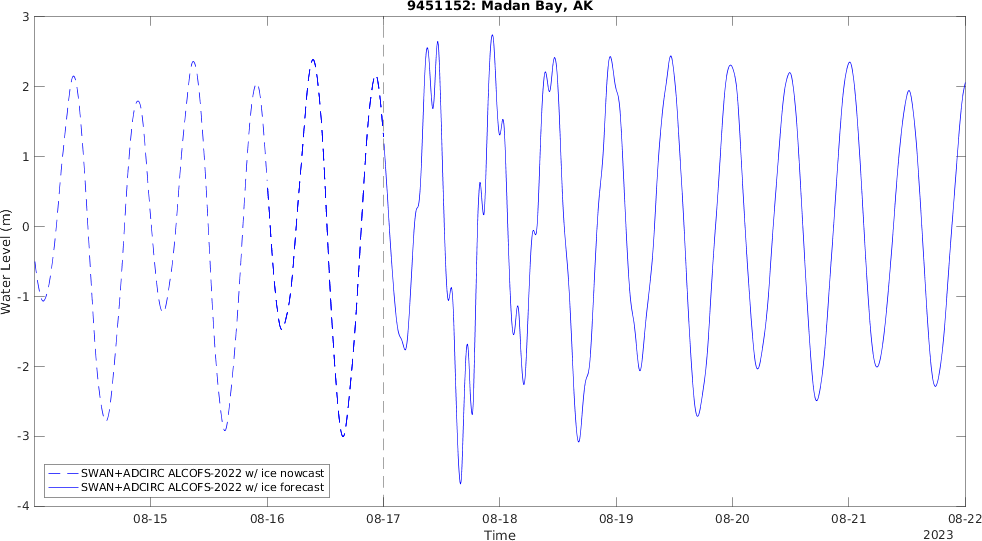 9451152: Madan Bay, AK
3
2
1
0
-1
-2
-3
-4
Water Level (m)
SWAN+ADCIRC ALCOFS-2022 w/ ice nowcast
SWAN+ADCIRC ALCOFS-2022 w/ ice forecast
08-15 08-16 08-17 08-18 08-19 08-20 08-21 08-22
Time
2023